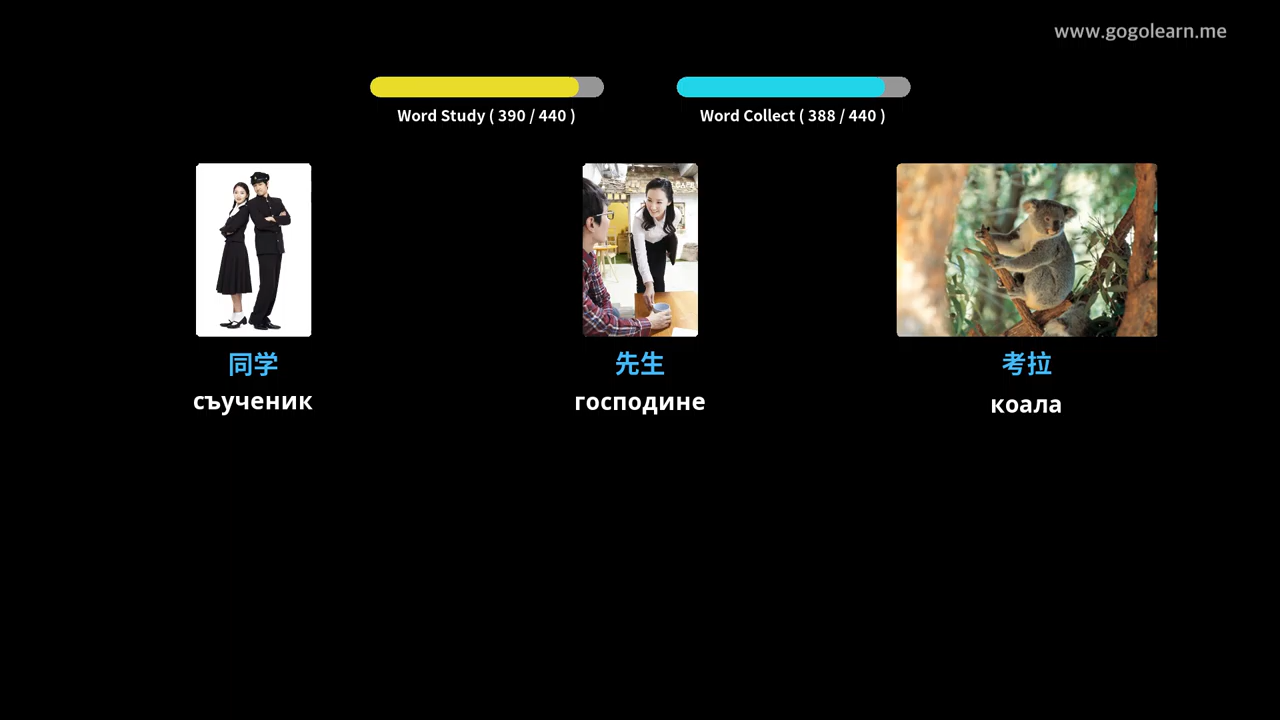 www.gogolearn.me
Word Study ( 390 / 440 )
Word Collect ( 388 / 440 )
同学
съученик
先生
господине
考拉
коала